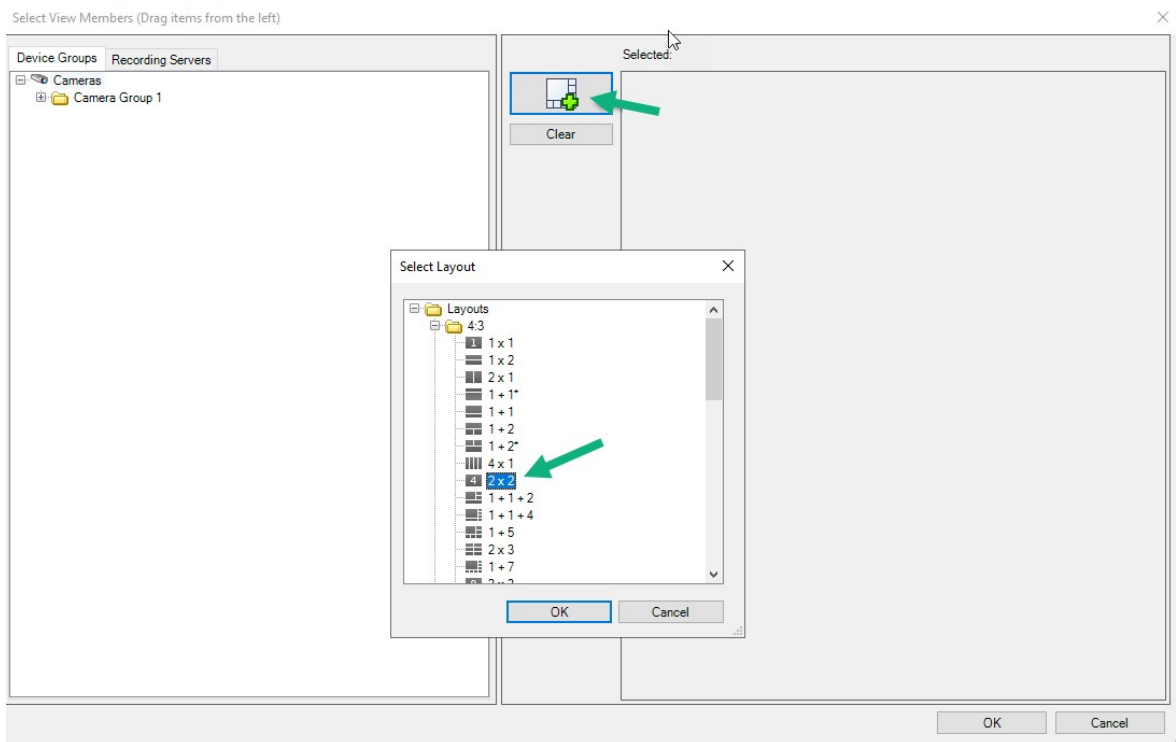 Select View Members (Drag items from the left)
Device Groups
Recording Servers
Cameras
Camera Group 1
Selected:
Clear
Select Layout
Layouts
4:3
1 1 x 1
1 x 2
2 x 1
1 + 1*
1 + 1
1 + 2
1 + 2*
4 x 1
4 2 x 2
1 + 1 + 2
1 + 1 + 4
1 + 5
2 x 3
1 + 7
OK
Cancel
OK
Cancel